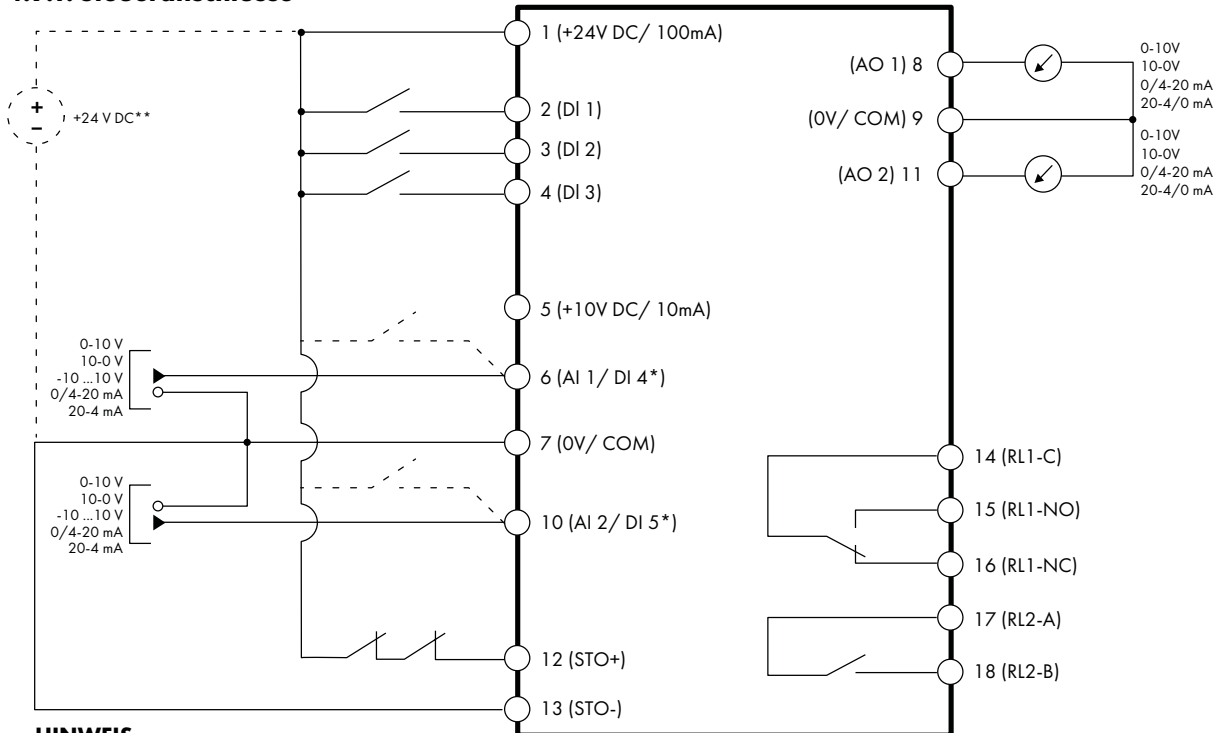 1 (+24V DC/ 100mA)
+
−
+24 V DC**
2 (DI 1)
3 (DI 2)
4 (DI 3)
5 (+10V DC/ 10mA)
0-10 V
10-0 V
-10 ...10 V
0/4-20 mA
20-4 mA
6 (AI 1/ DI 4*)
7 (0V/ COM)
0-10 V
10-0 V
-10 ...10 V
0/4-20 mA
20-4 mA
10 (AI 2/ DI 5*)
12 (STO+)
13 (STO-)
(AO 1) 8
0-10V
10-0V
0/4-20 mA
20-4/0 mA
(0V/ COM) 9
(AO 2) 11
0-10V
10-0V
0/4-20 mA
20-4/0 mA
14 (RL1-C)
15 (RL1-NO)
16 (RL1-NC)
17 (RL2-A)
18 (RL2-B)
HINWEIS